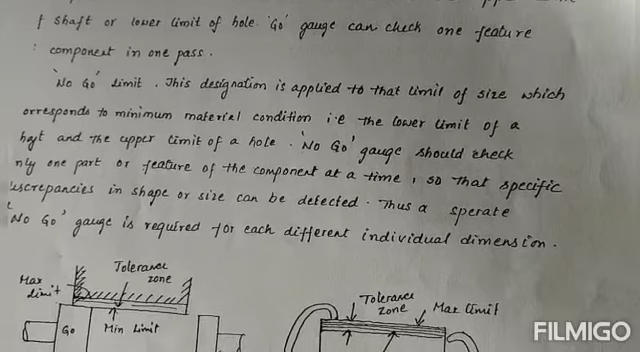 f shaft or lower limit of hole. 'Go' gauge can check one feature
component in one pass.
'No Go' Limit. This designation is applied to that limit of size which
orresponds to minimum material condition i.e the lower limit of a
haft and the upper limit of a hole. 'No Go' gauge should check
nly one part or feature of the component at a time, so that specific
iscrepancies in shape or size can be detected. Thus a sperate
'No Go' gauge is required for each different individual dimension.
Tolerance
zone
Max
limit
Go
Min Limit
Tolerance
zone
Max limit
FILMIGO